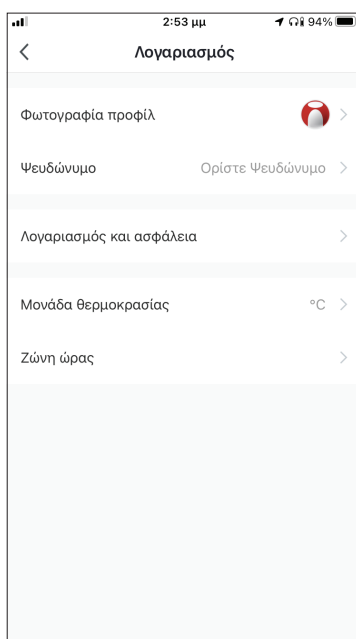 2:53 μμ 94%
Λογαριασμός
Φωτογραφία προφίλ
Ψευδώνυμο Ορίστε Ψευδώνυμο
Λογαριασμός και ασφάλεια
Μονάδα θερμοκρασίας °C
Ζώνη ώρας